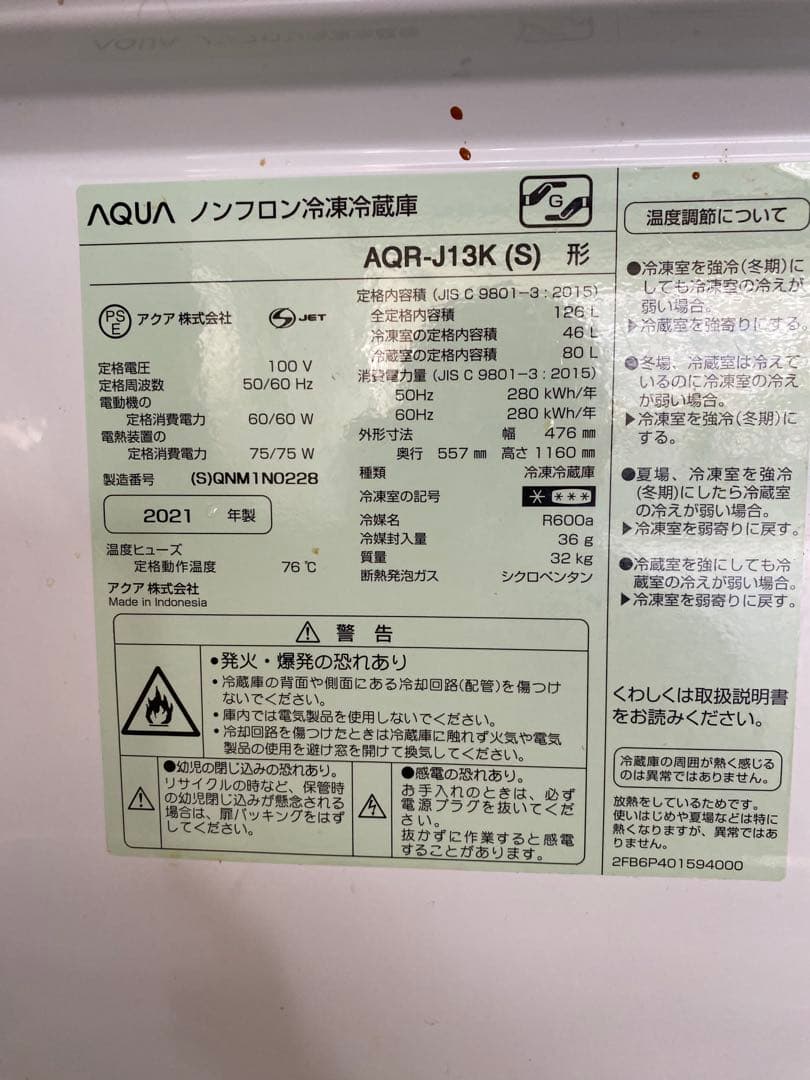 AQUA ノンフロン冷凍冷蔵庫
G
AQR-J13K (S) 形
PS
E
アクア 株式会社
S JET
定格電圧 100 V
定格周波数 50/60 Hz
電動機の
定格消費電力 60/60 W
電熱装置の
定格消費電力 75/75 W
製造番号 (S)QNM1N0228
2021 年製
温度ヒューズ
定格動作温度 76 ℃
アクア 株式会社
Made in Indonesia
定格内容積 (JIS C 9801-3 : 2015)
全定格内容積 126 L
冷凍室の定格内容積 46 L
冷蔵室の定格内容積 80 L
消費電力量 (JIS C 9801-3 : 2015)
50Hz 280 kWh/年
60Hz 280 kWh/年
外形寸法 幅 476 mm
奥行 557 mm 高さ 1160 mm
種類 冷凍冷蔵庫
冷凍室の記号 * ***
冷媒名 R600a
冷媒封入量 36 g
質量 32 kg
断熱発泡ガス シクロペンタン
⚠ 警 告
●発火・爆発の恐れあり
・冷蔵庫の背面や側面にある冷却回路(配管)を傷つけ
ないでください。
・庫内では電気製品を使用しないでください。
・冷却回路を傷つけたときは冷蔵庫に触れず火気や電気
製品の使用を避け窓を開けて換気してください。
●幼児の閉じ込みの恐れあり。
リサイクルの時など、保管時
の幼児閉じ込みが懸念される
場合は、扉パッキングをはず
してください。
●感電の恐れあり。
お手入れのときは、必ず
電源プラグを抜いてくだ
さい。
抜かずに作業すると感電
することがあります。
温度調節について
●冷凍室を強冷(冬期)に
しても冷凍室の冷えが
弱い場合。
▶冷蔵室を強寄りにする
●冬場、冷蔵室は冷えて
いるのに冷凍室の冷え
が弱い場合。
▶冷凍室を強冷(冬期)に
する。
●夏場、冷凍室を強冷
(冬期)にしたら冷蔵室
の冷えが弱い場合。
▶冷凍室を弱寄りに戻す。
●冷蔵室を強にしても冷
蔵室の冷えが弱い場合。
▶冷凍室を弱寄りに戻す。
くわしくは取扱説明書
をお読みください。
冷蔵庫の周囲が熱く感じる
のは異常ではありません。
放熱をしているためです。
使いはじめや夏場などは特に
熱くなりますが、異常ではあ
りません。
2FB6P401594000